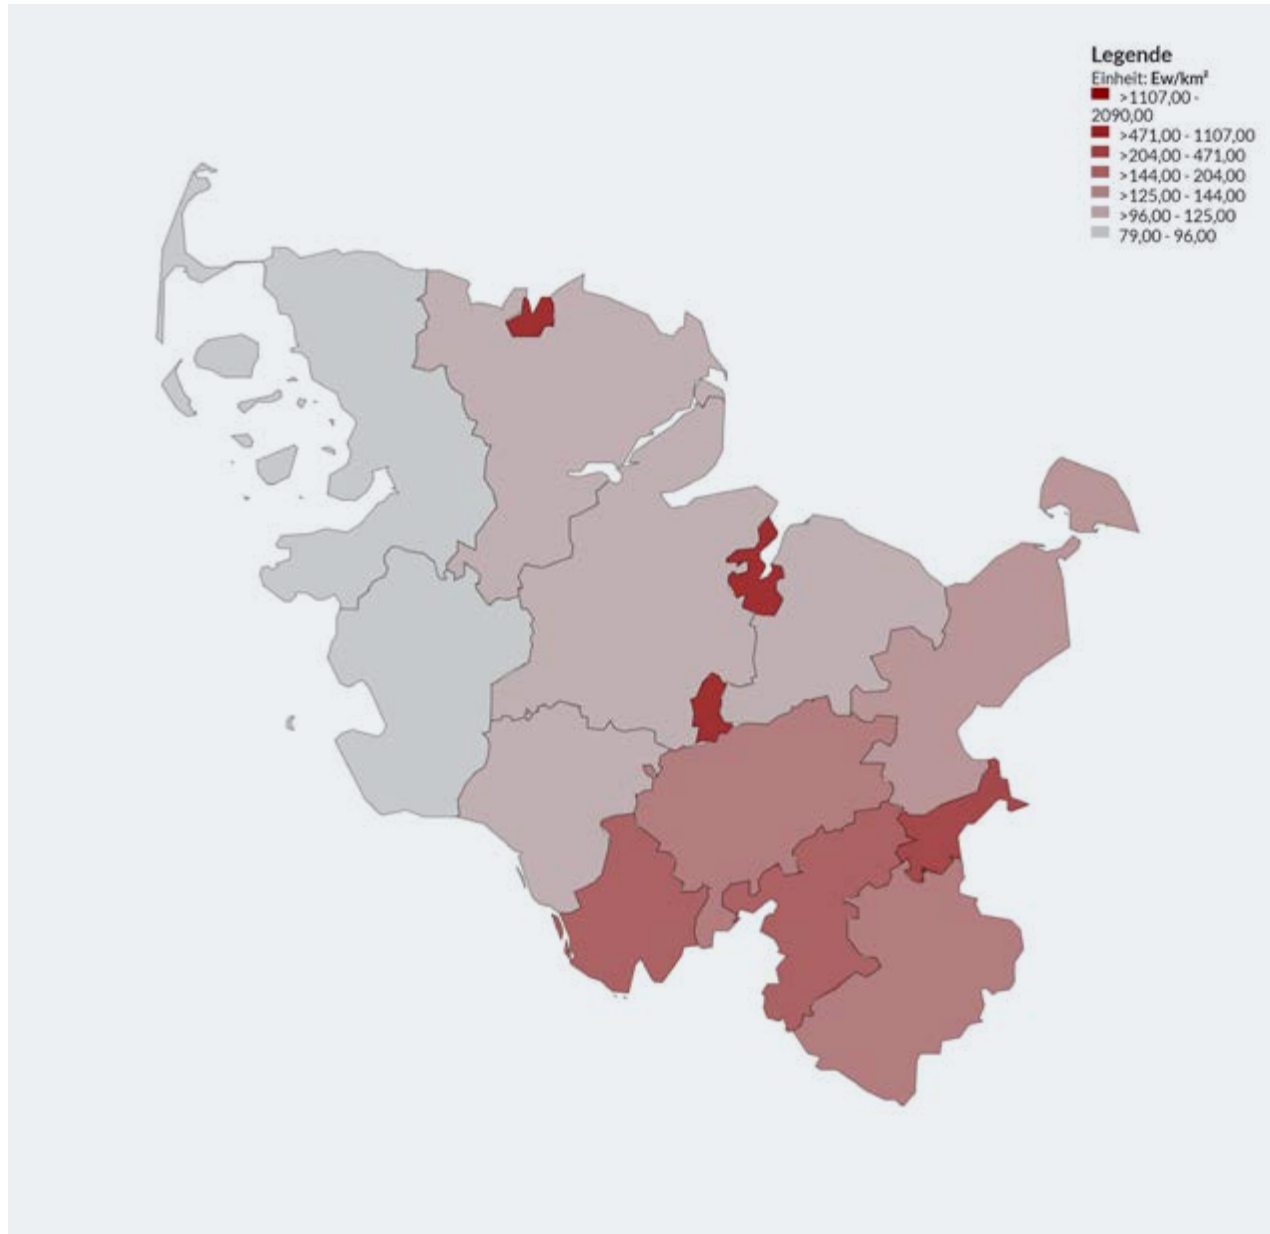 Legende
Einheit: Ew/km²
>1107,00 -
2090,00
>471,00 - 1107,00
>204,00 - 471,00
>144,00 - 204,00
>125,00 - 144,00
>96,00 - 125,00
79,00 - 96,00